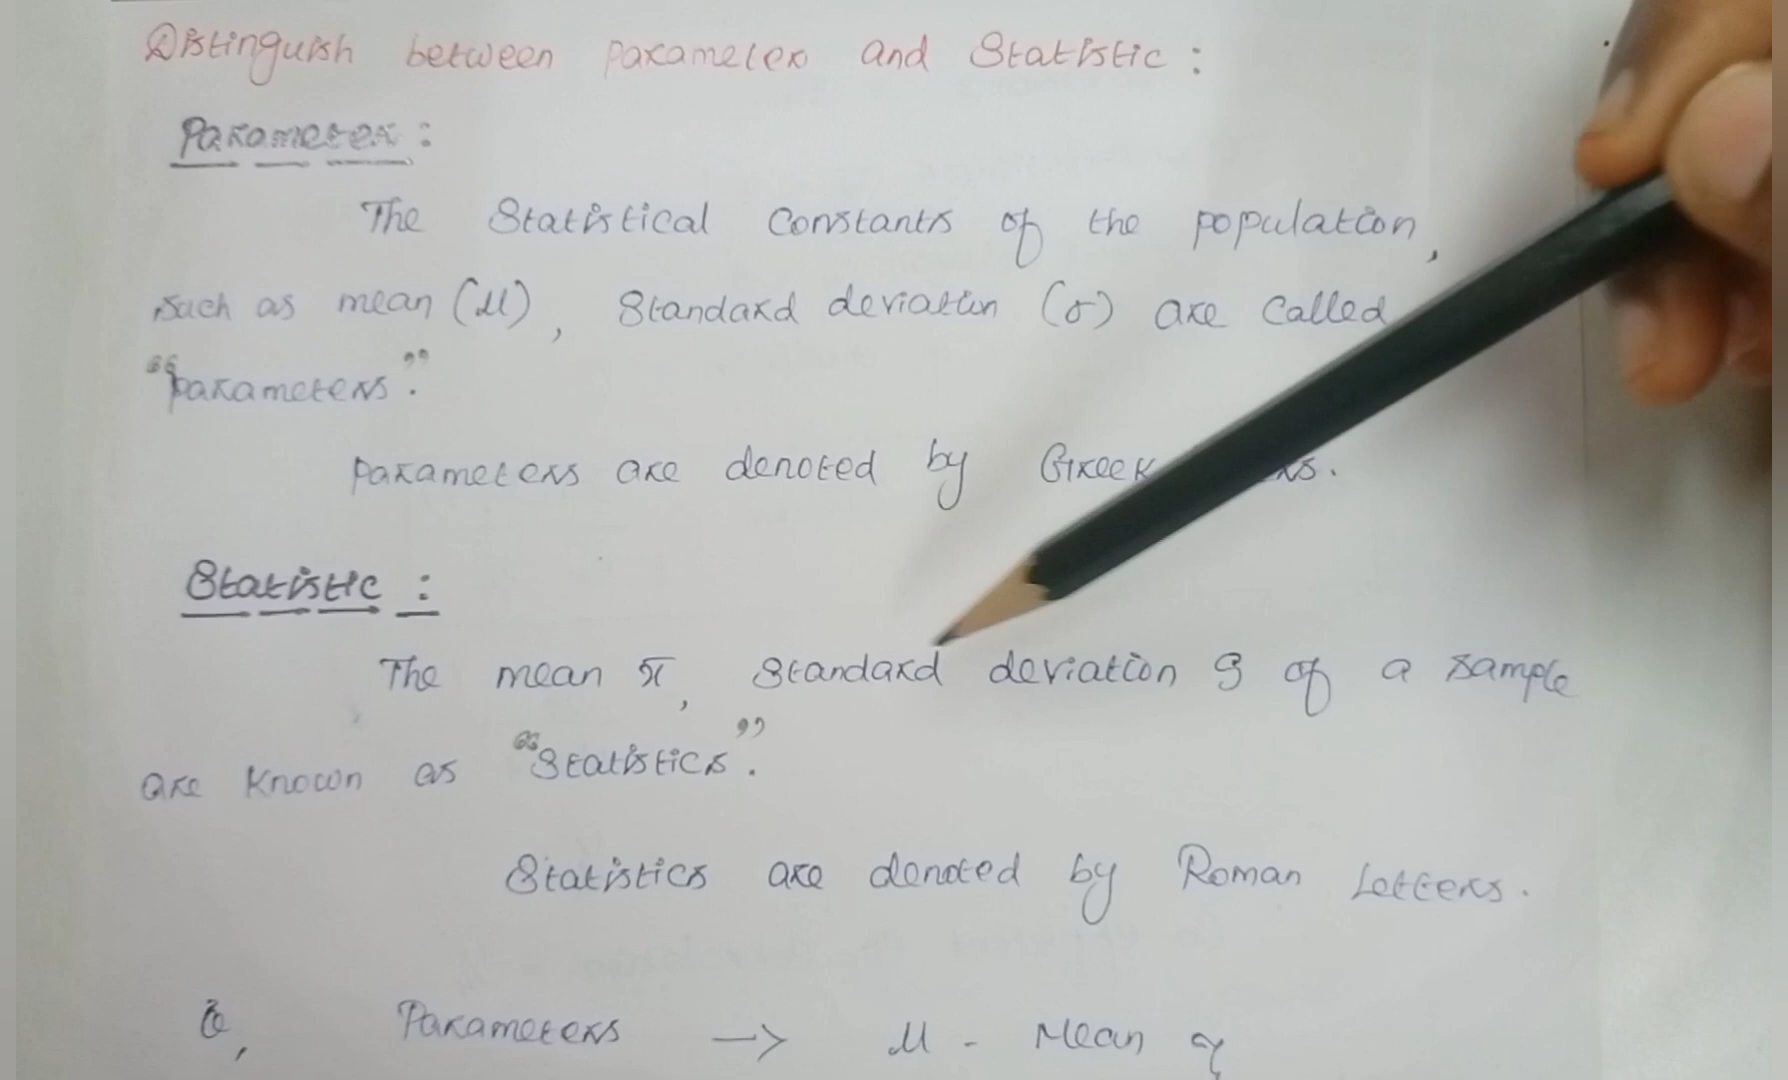 Distinguish between parameter and Statistic :
Parameter :
The Statistical Constants of the population,
such as mean (μ), Standard deviation (σ) are called
“parameters.”
parameters are denoted by Greek
Statistic :
The mean x̄, Standard deviation S of a sample
are known as “Statistics”.
Statistics are denoted by Roman Letters.
ie, Parameters -> μ - Mean